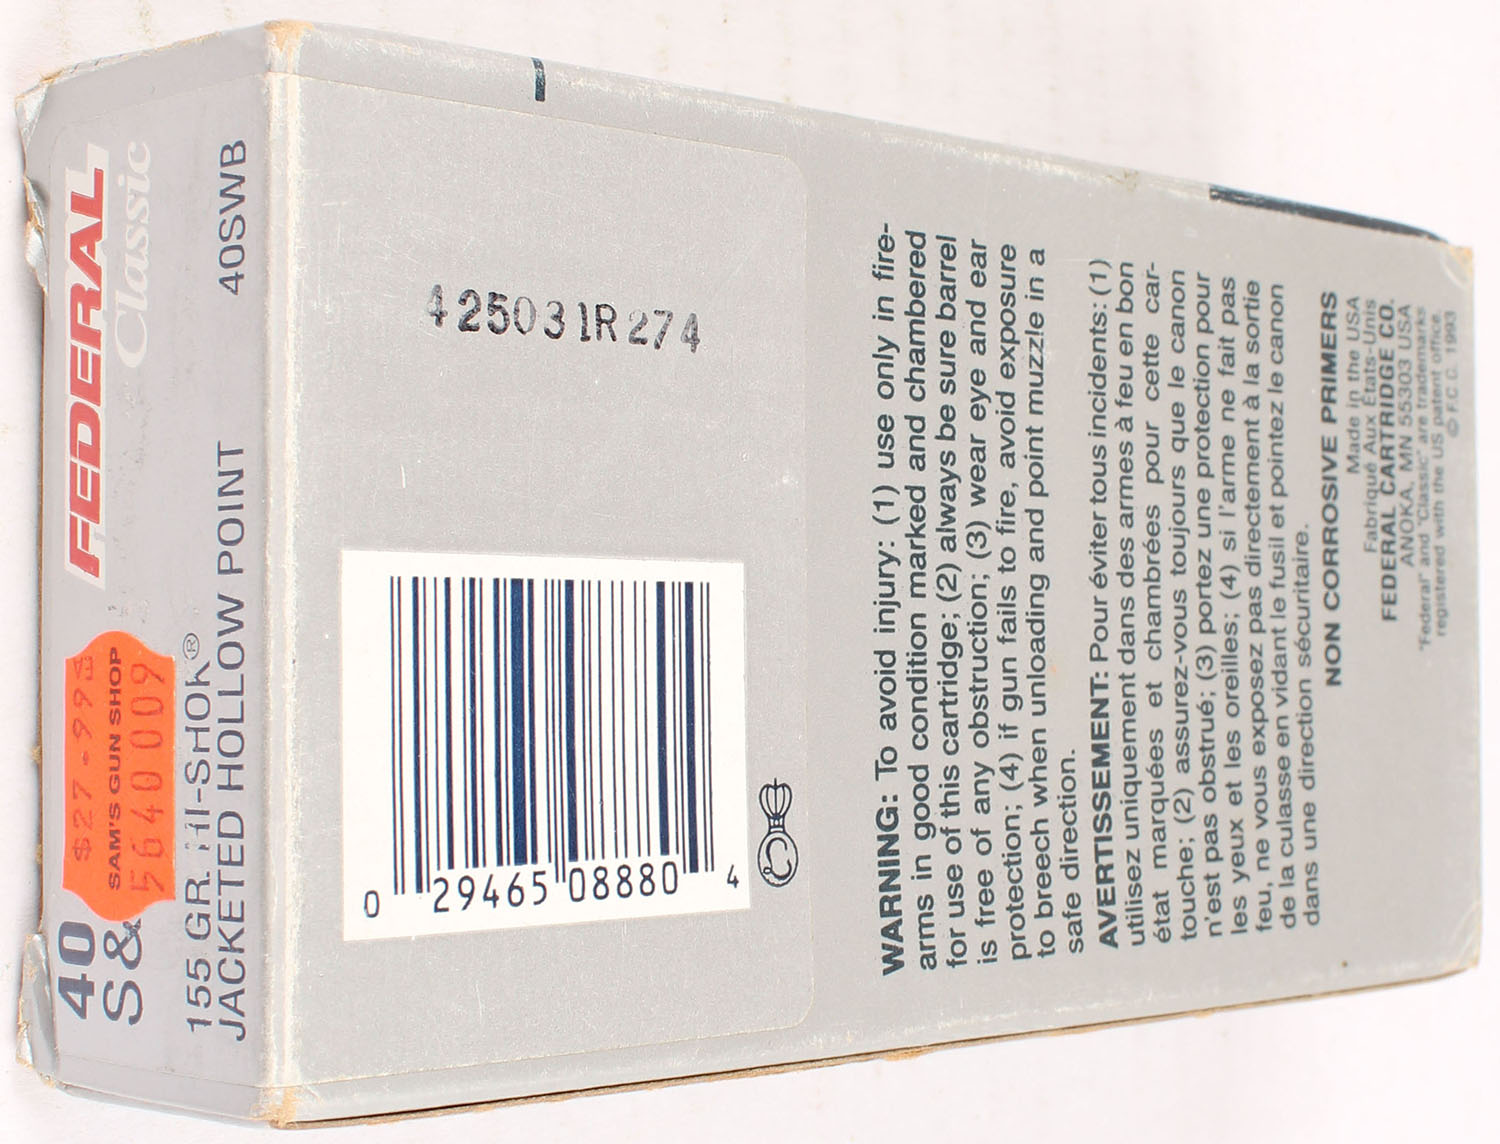 FEDERAL
Classic
40
S&
155 GR. HI-SHOK®
JACKETED HOLLOW POINT 40SWB
$27.99
SAM'S GUN SHOP
5640009
425031R274
0 29465 08880 4
WARNING: To avoid injury: (1) use only in fire-
arms in good condition marked and chambered
for use of this cartridge; (2) always be sure barrel
is free of any obstruction; (3) wear eye and ear
protection; (4) if gun fails to fire, avoid exposure
to breech when unloading and point muzzle in a
safe direction.
AVERTISSEMENT: Pour éviter tous incidents: (1)
utilisez uniquement dans des armes à feu en bon
état marquées et chambrées pour cette car-
touche; (2) assurez-vous toujours que le canon
n'est pas obstrué; (3) portez une protection pour
les yeux et les oreilles; (4) si l'arme ne fait pas
feu, ne vous exposez pas directement à la sortie
de la culasse en vidant le fusil et pointez le canon
dans une direction sécuritaire.
NON CORROSIVE PRIMERS
Made in the USA
Fabriqué Aux États-Unis
FEDERAL CARTRIDGE CO.
ANOKA, MN 55303 USA
"Federal" and "Classic" are trademarks
registered with the US patent office.
© F.C.C. 1993